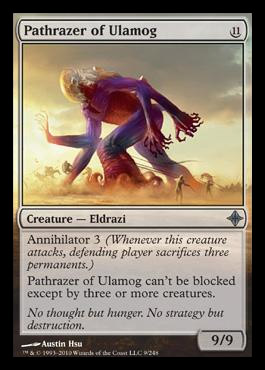 Pathrazer of Ulamog 11
Creature — Eldrazi
Annihilator 3 (Whenever this creature
attacks, defending player sacrifices three
permanents.)
Pathrazer of Ulamog can't be blocked
except by three or more creatures.
No thought but hunger. No strategy but
destruction.
Austin Hsu
™ & © 1993–2010 Wizards of the Coast LLC 9/248
9/9